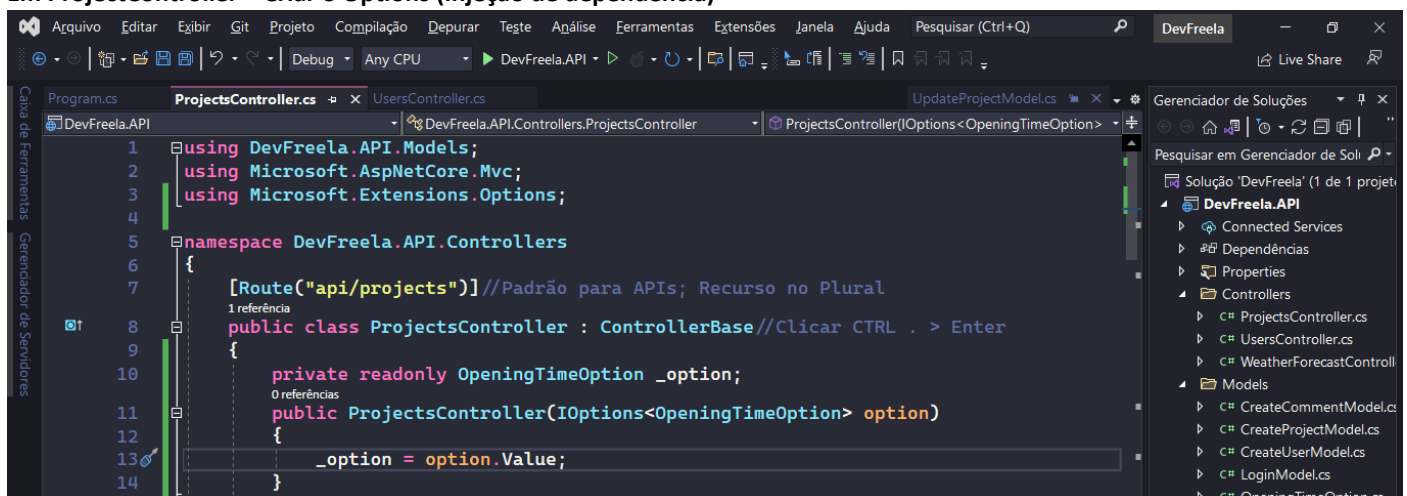 Em ProjectController - Criar o Options (injeção de dependência)
Arquivo Editar Exibir Git Projeto Compilação Depurar Teste Análise Ferramentas Extensões Janela Ajuda Pesquisar (Ctrl+Q) DevFreela
Debug Any CPU DevFreela.API Live Share
Caixa de Ferramentas
Gerenciador de Servidores
Program.cs ProjectsController.cs UsersController.cs UpdateProjectModel.cs
DevFreela.API DevFreela.API.Controllers.ProjectsController ProjectsController(IOptions<OpeningTimeOption>
1 using DevFreela.API.Models;
2 using Microsoft.AspNetCore.Mvc;
3 using Microsoft.Extensions.Options;
4
5 namespace DevFreela.API.Controllers
6 {
7 [Route("api/projects")]//Padrão para APIs; Recurso no Plural
1 referência
8 public class ProjectsController : ControllerBase//Clicar CTRL . > Enter
9 {
10 private readonly OpeningTimeOption _option;
0 referências
11 public ProjectsController(IOptions<OpeningTimeOption> option)
12 {
13 _option = option.Value;
14 }
Gerenciador de Soluções
Pesquisar em Gerenciador de Solu
Solução 'DevFreela' (1 de 1 projet
DevFreela.API
Connected Services
Dependências
Properties
Controllers
C# ProjectsController.cs
C# UsersController.cs
C# WeatherForecastControll
Models
C# CreateCommentModel.cs
C# CreateProjectModel.cs
C# CreateUserModel.cs
C# LoginModel.cs
C# OpeningTimeOption.cs